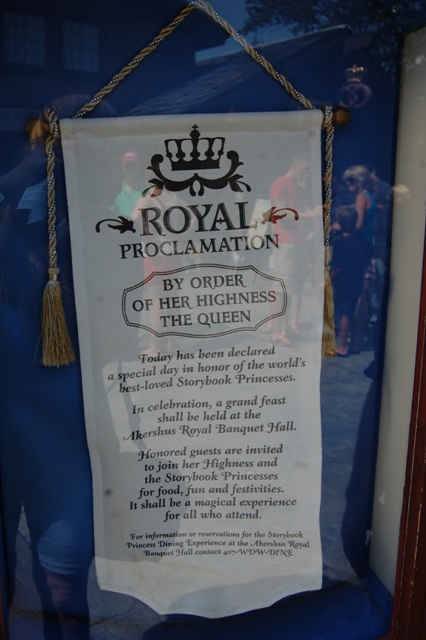 ROYAL
PROCLAMATION
BY ORDER
OF HER HIGHNESS
THE QUEEN
Today has been declared
a special day in honor of the world's
best-loved Storybook Princesses.
In celebration, a grand feast
shall be held at the
Akershus Royal Banquet Hall.
Honored guests are invited
to join her Highness and
the Storybook Princesses
for food, fun and festivities.
It shall be a magical experience
for all who attend.
For information or reservations for the Storybook
Princess Dining Experience at the Akershus Royal
Banquet Hall contact 407-WDW-DINE